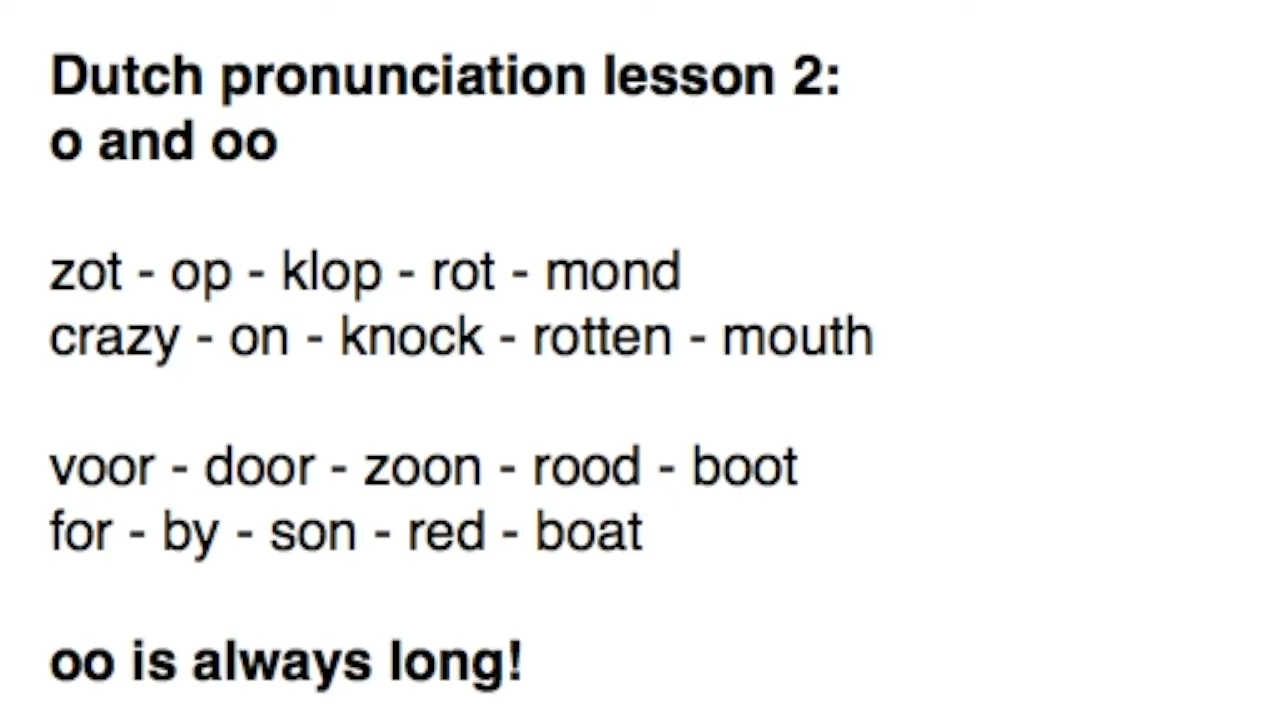 Dutch pronunciation lesson 2:
o and oo
zot - op - klop - rot - mond
crazy - on - knock - rotten - mouth
voor - door - zoon - rood - boot
for - by - son - red - boat
oo is always long!